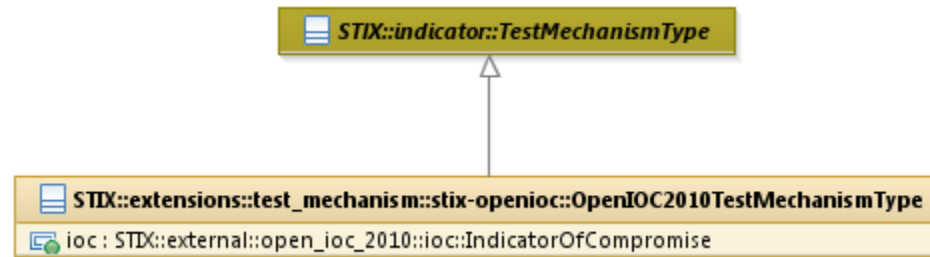 STIX::indicator::TestMechanismType
STIX::extensions::test_mechanism::stix-openioc::OpenIOC2010TestMechanismType
ioc : STIX::external::open_ioc_2010::ioc::IndicatorOfCompromise